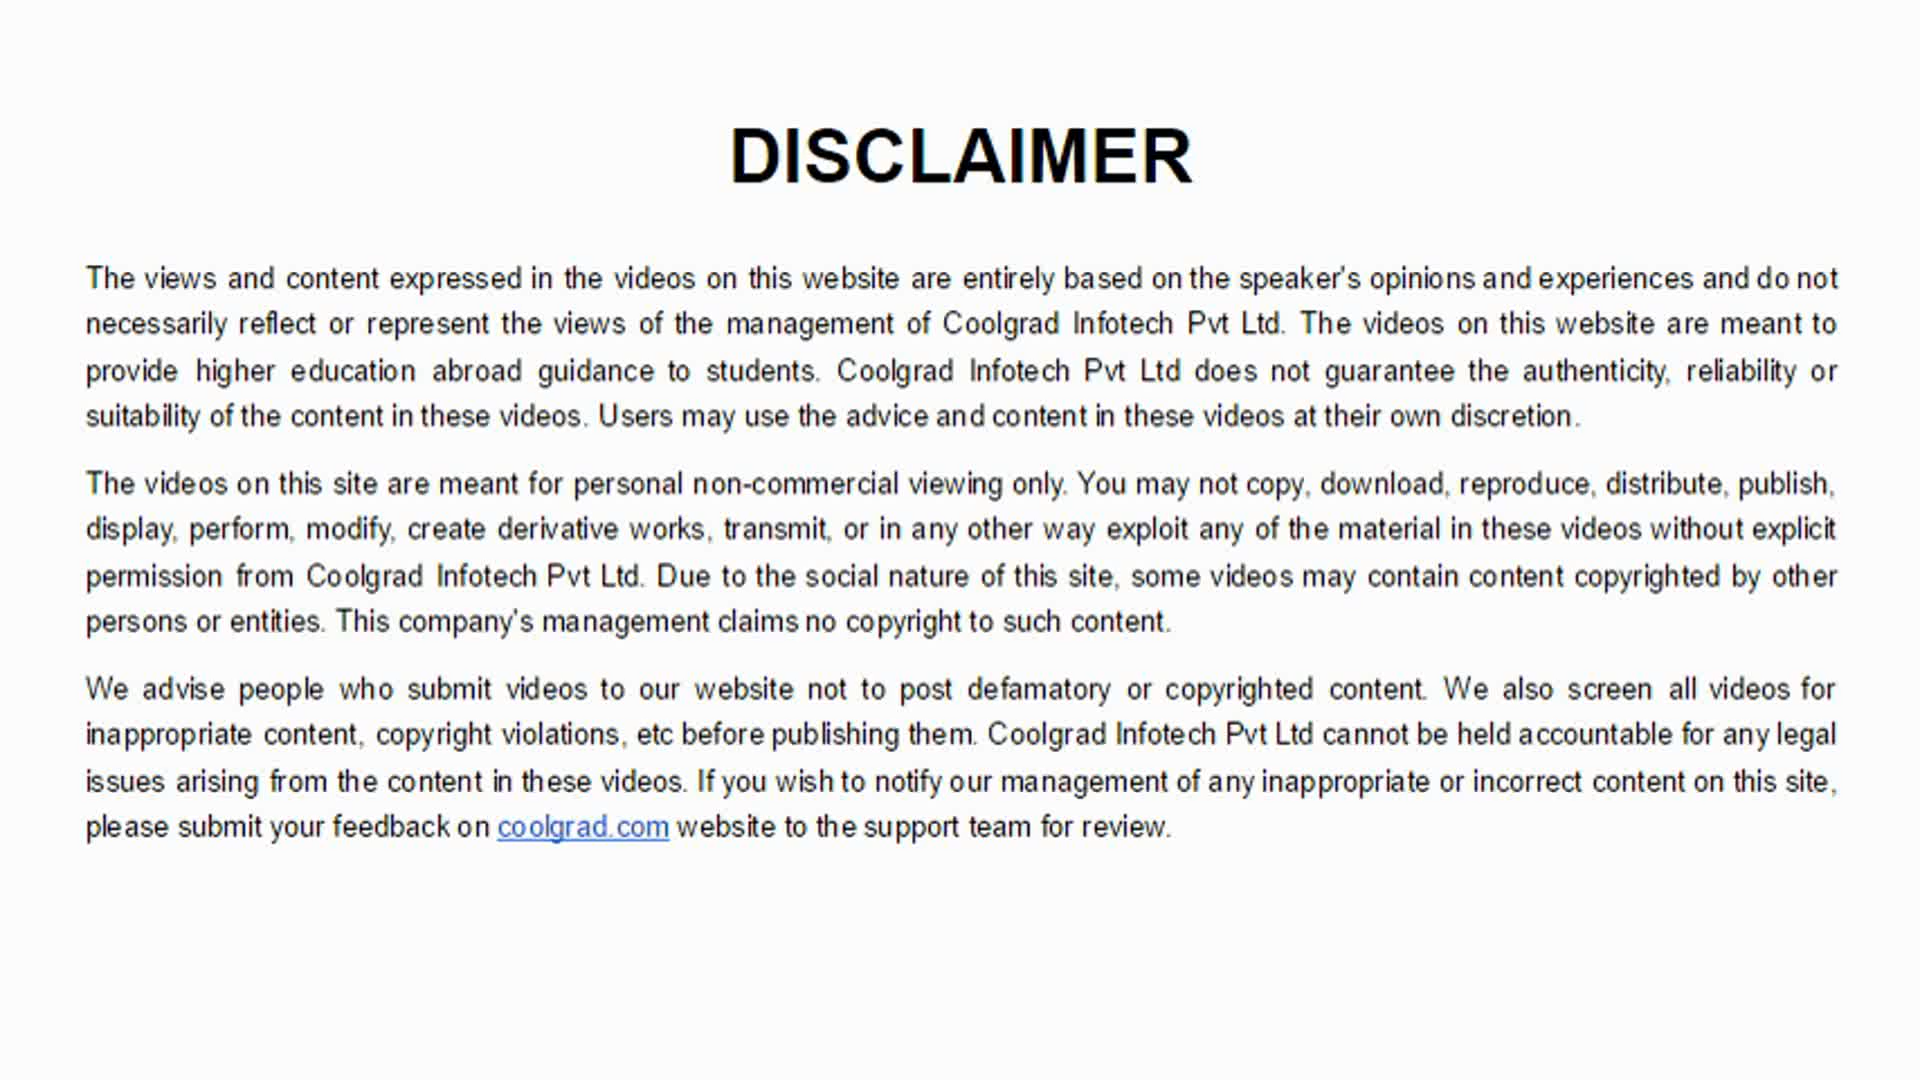 DISCLAIMER
The views and content expressed in the videos on this website are entirely based on the speaker's opinions and experiences and do not
necessarily reflect or represent the views of the management of Coolgrad Infotech Pvt Ltd. The videos on this website are meant to
provide higher education abroad guidance to students. Coolgrad Infotech Pvt Ltd does not guarantee the authenticity, reliability or
suitability of the content in these videos. Users may use the advice and content in these videos at their own discretion.
The videos on this site are meant for personal non-commercial viewing only. You may not copy, download, reproduce, distribute, publish,
display, perform, modify, create derivative works, transmit, or in any other way exploit any of the material in these videos without explicit
permission from Coolgrad Infotech Pvt Ltd. Due to the social nature of this site, some videos may contain content copyrighted by other
persons or entities. This company's management claims no copyright to such content.
We advise people who submit videos to our website not to post defamatory or copyrighted content. We also screen all videos for
inappropriate content, copyright violations, etc before publishing them. Coolgrad Infotech Pvt Ltd cannot be held accountable for any legal
issues arising from the content in these videos. If you wish to notify our management of any inappropriate or incorrect content on this site,
please submit your feedback on coolgrad.com website to the support team for review.